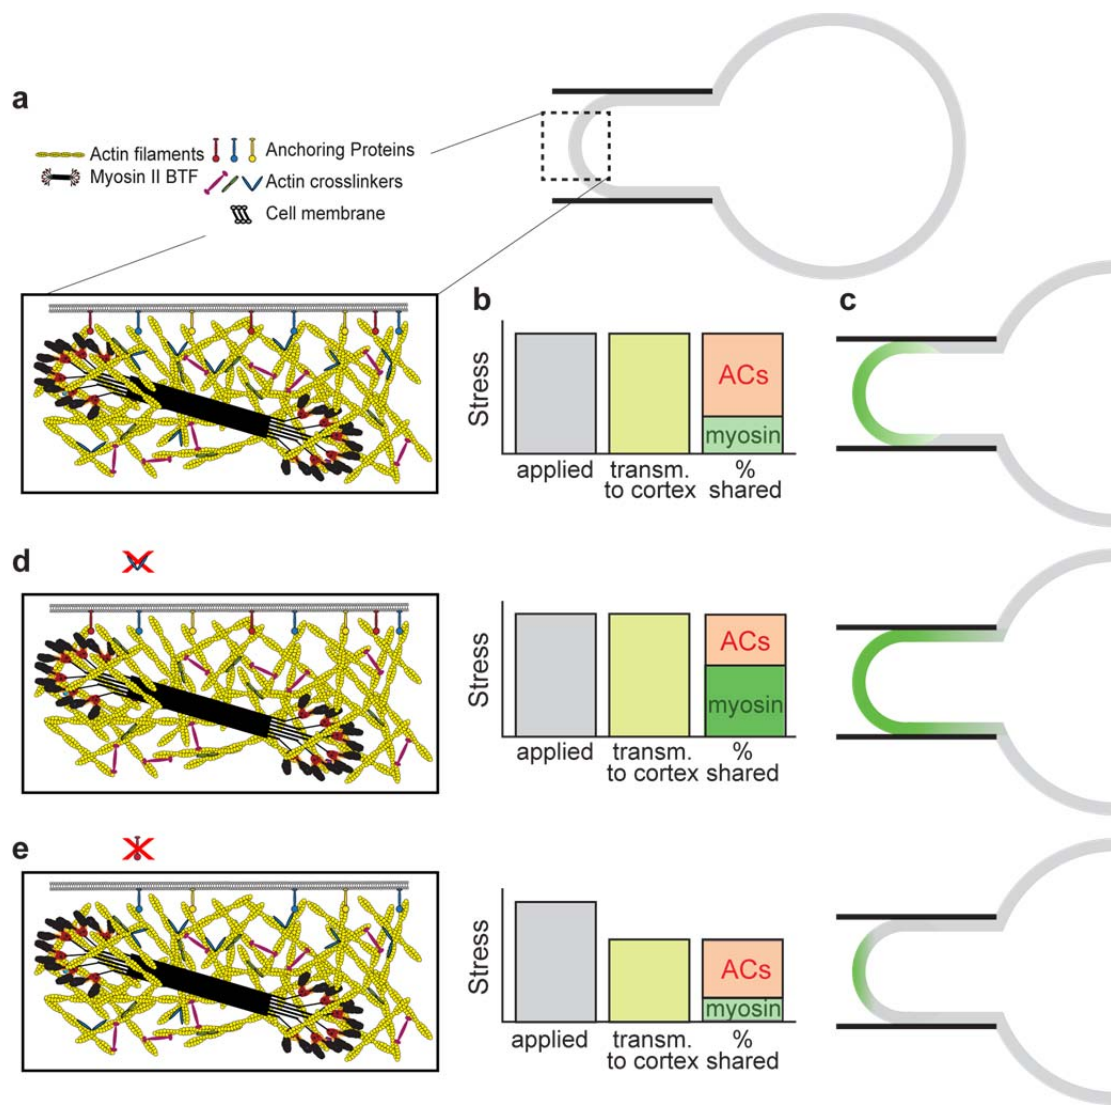 a
Actin filaments
Anchoring Proteins
Myosin II BTF
Actin crosslinkers
Cell membrane
b
c
Stress
ACs
myosin
applied
transm.
to cortex
%
shared
d
Stress
ACs
myosin
applied
transm.
to cortex
%
shared
e
Stress
ACs
myosin
applied
transm.
to cortex
%
shared